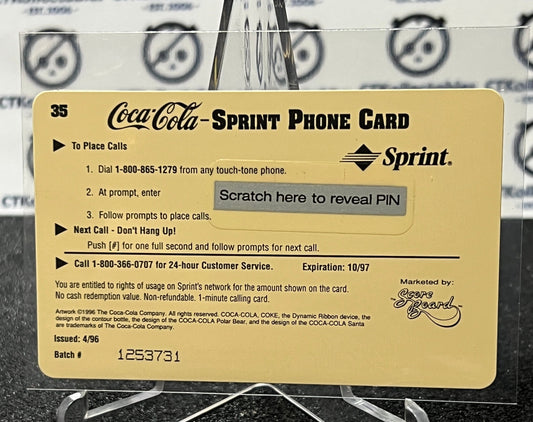 35
Coca-Cola – SPRINT PHONE CARD
To Place Calls
Sprint®
1. Dial 1-800-865-1279 from any touch-tone phone.
2. At prompt, enter
Scratch here to reveal PIN
3. Follow prompts to place calls.
Next Call - Don't Hang Up!
Push [#] for one full second and follow prompts for next call.
Call 1-800-366-0707 for 24-hour Customer Service. Expiration: 10/97
You are entitled to rights of usage on Sprint's network for the amount shown on the card.
No cash redemption value. Non-refundable. 1-minute calling card.
Marketed by:
Score Board
Artwork ©1996 The Coca-Cola Company. All rights reserved. COCA-COLA, COKE, the Dynamic Ribbon device, the
design of the contour bottle, the design of the COCA-COLA Polar Bear, and the design of the COCA-COLA Santa
are trademarks of The Coca-Cola Company.
Issued: 4/96
Batch # 1253731